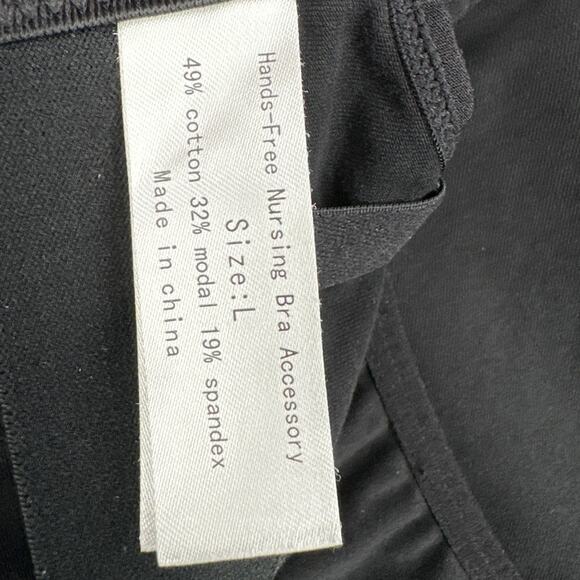 Hands-Free Nursing Bra Accessory
Size:L
49% cotton 32% modal 19% spandex
Made in china